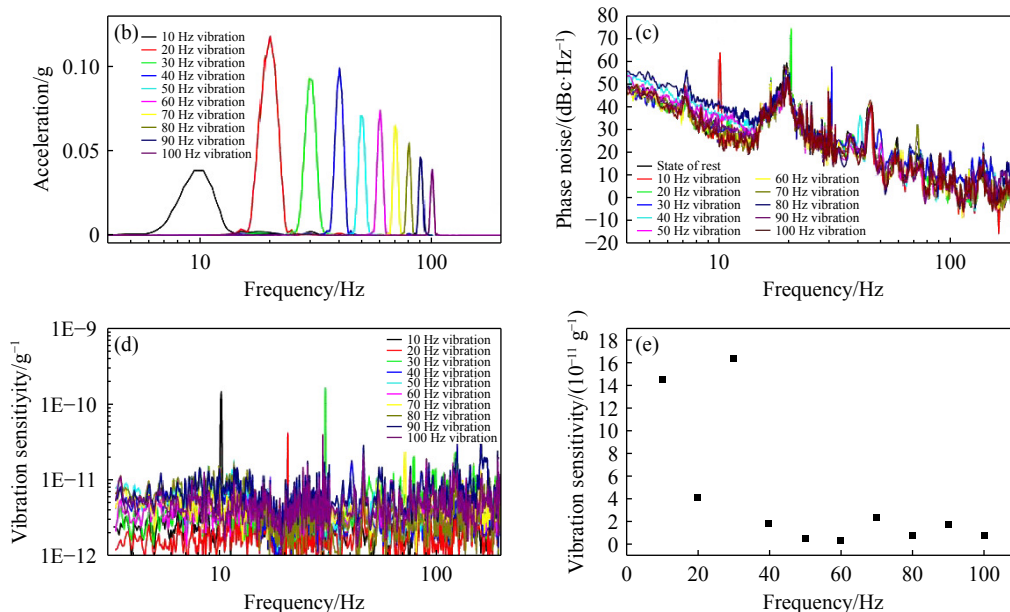 (b)
Acceleration/g
0.10
0.05
0
10 Hz vibration
20 Hz vibration
30 Hz vibration
40 Hz vibration
50 Hz vibration
60 Hz vibration
70 Hz vibration
80 Hz vibration
90 Hz vibration
100 Hz vibration
10 100
Frequency/Hz
(c)
Phase noise/(dBc·Hz⁻¹)
80
70
60
50
40
30
20
10
0
−10
−20
State of rest
10 Hz vibration
20 Hz vibration
30 Hz vibration
40 Hz vibration
50 Hz vibration
60 Hz vibration
70 Hz vibration
80 Hz vibration
90 Hz vibration
100 Hz vibration
10 100
Frequency/Hz
(d)
Vibration sensitiyity/g⁻¹
1E−9
1E−10
1E−11
1E−12
10 Hz vibration
20 Hz vibration
30 Hz vibration
40 Hz vibration
50 Hz vibration
60 Hz vibration
70 Hz vibration
80 Hz vibration
90 Hz vibration
100 Hz vibration
10 100
Frequency/Hz
(e)
Vibration sensitivity/(10⁻¹¹ g⁻¹)
18
16
14
12
10
8
6
4
2
0
0 20 40 60 80 100
Frequency/Hz